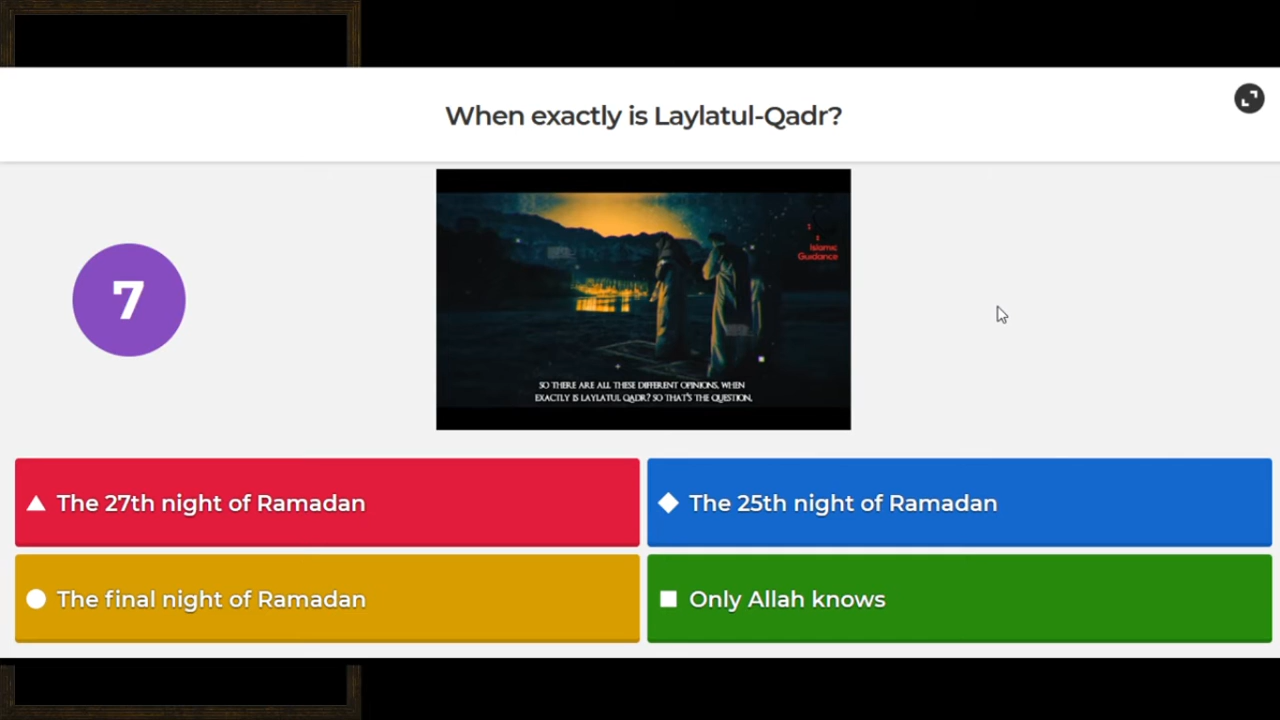 When exactly is Laylatul-Qadr?
7
Islamic
Guidance
SO THERE ARE ALL THESE DIFFERENT OPINIONS, WHEN
EXACTLY IS LAYLATUL QADR? SO THAT'S THE QUESTION,
The 27th night of Ramadan
The 25th night of Ramadan
The final night of Ramadan
Only Allah knows